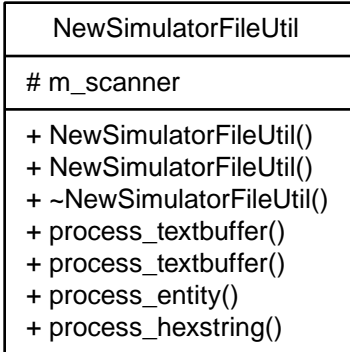 NewSimulatorFileUtil
# m_scanner
+ NewSimulatorFileUtil()
+ NewSimulatorFileUtil()
+ ~NewSimulatorFileUtil()
+ process_textbuffer()
+ process_textbuffer()
+ process_entity()
+ process_hexstring()